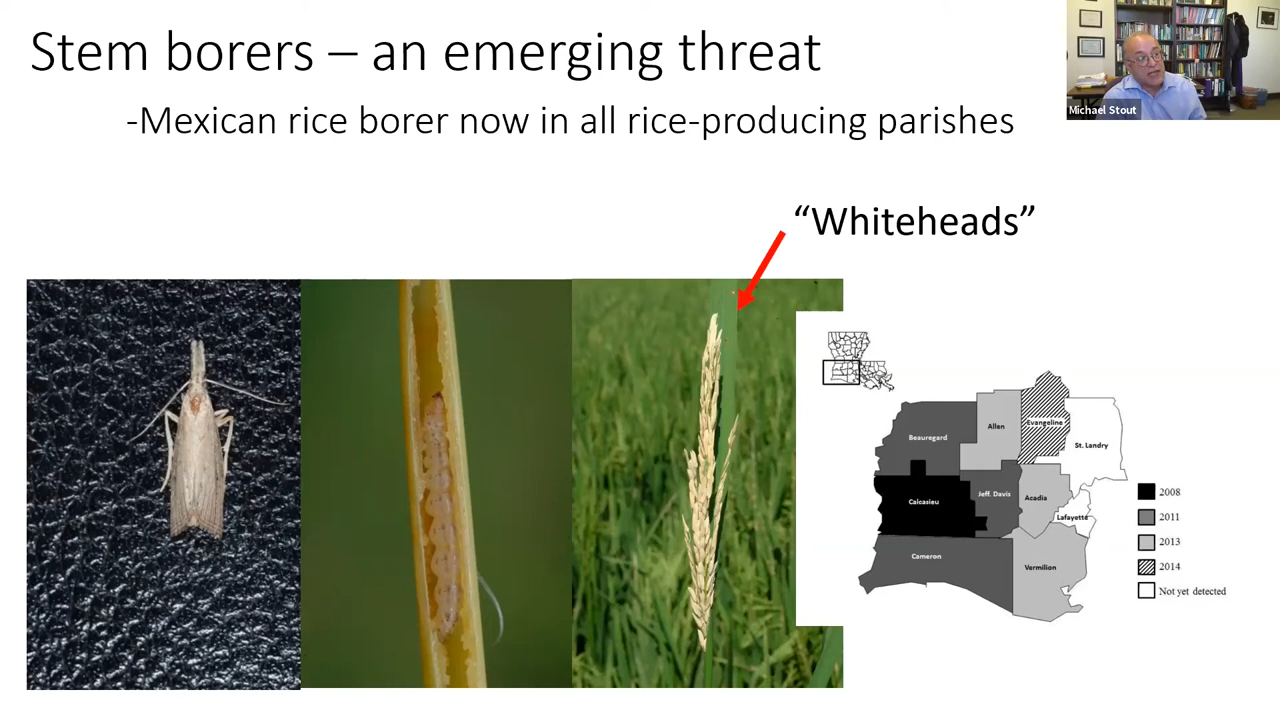 Stem borers – an emerging threat
-Mexican rice borer now in all rice-producing parishes
Michael Stout
“Whiteheads”
Beauregard
Allen
Evangeline
St. Landry
Calcasieu
Jeff. Davis
Acadia
Lafayette
Cameron
Vermilion
2008
2011
2013
2014
Not yet detected